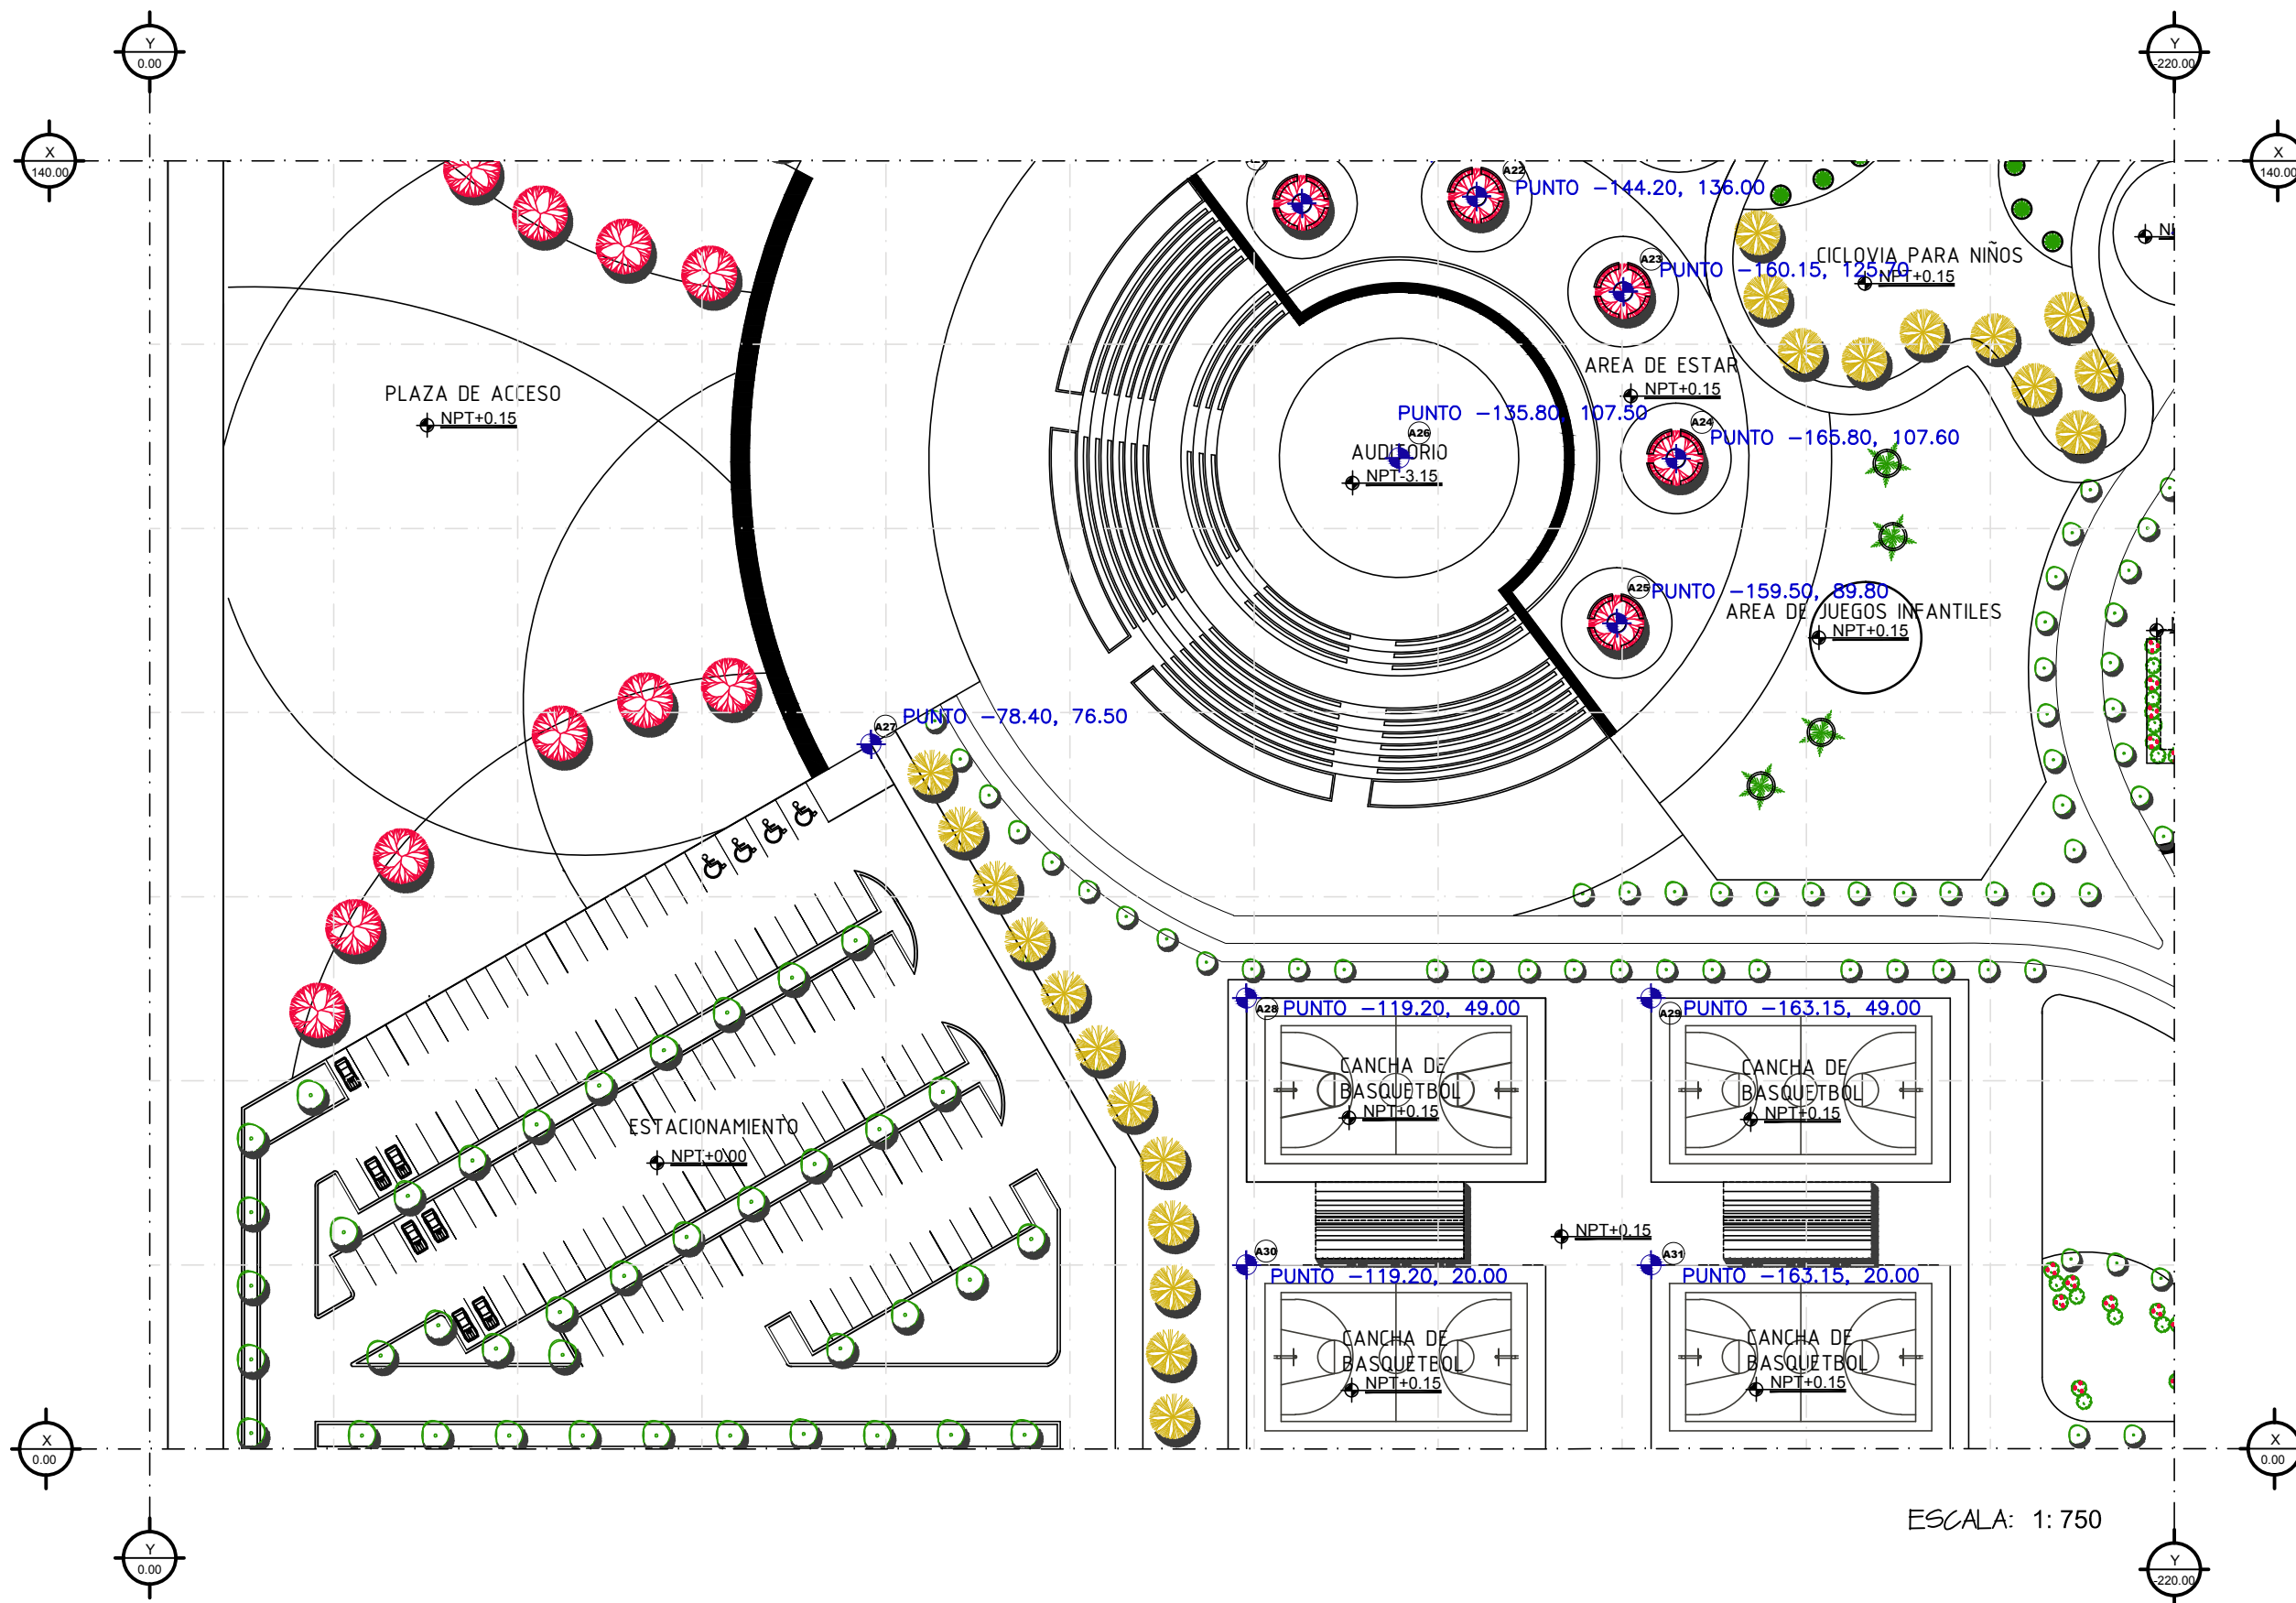 Y
0.00
Y
-220.00
X
140.00
X
140.00
A22
PUNTO -144.20, 136.00
A23
PUNTO -160.15, 125.70
CICLOVIA PARA NIÑOS
NPT+0.15
PLAZA DE ACCESO
NPT+0.15
AREA DE ESTAR
NPT+0.15
PUNTO -135.80, 107.50
A26
AUDITORIO
NPT-3.15
A24
PUNTO -165.80, 107.60
A25
PUNTO -159.50, 89.80
AREA DE JUEGOS INFANTILES
NPT+0.15
A27
PUNTO -78.40, 76.50
A28
PUNTO -119.20, 49.00
A29
PUNTO -163.15, 49.00
CANCHA DE
BASQUETBOL
NPT+0.15
CANCHA DE
BASQUETBOL
NPT+0.15
ESTACIONAMIENTO
NPT+0.00
NPT+0.15
A30
PUNTO -119.20, 20.00
A31
PUNTO -163.15, 20.00
CANCHA DE
BASQUETBOL
NPT+0.15
CANCHA DE
BASQUETBOL
NPT+0.15
X
0.00
X
0.00
ESCALA: 1:750
Y
0.00
Y
-220.00